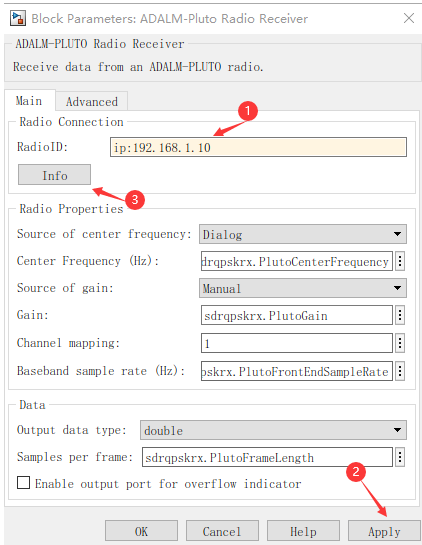 Block Parameters: ADALM-Pluto Radio Receiver
ADALM-PLUTO Radio Receiver
Receive data from an ADALM-PLUTO radio.
Main Advanced
Radio Connection
1
RadioID: ip:192.168.1.10
Info
3
Radio Properties
Source of center frequency: Dialog
Center Frequency (Hz): drqpskrx.PlutoCenterFrequency
Source of gain: Manual
Gain: sdrqpskrx.PlutoGain
Channel mapping: 1
Baseband sample rate (Hz): pskrx.PlutoFrontEndSampleRate
Data
Output data type: double
Samples per frame: sdrqpskrx.PlutoFrameLength
2
Enable output port for overflow indicator
OK Cancel Help Apply